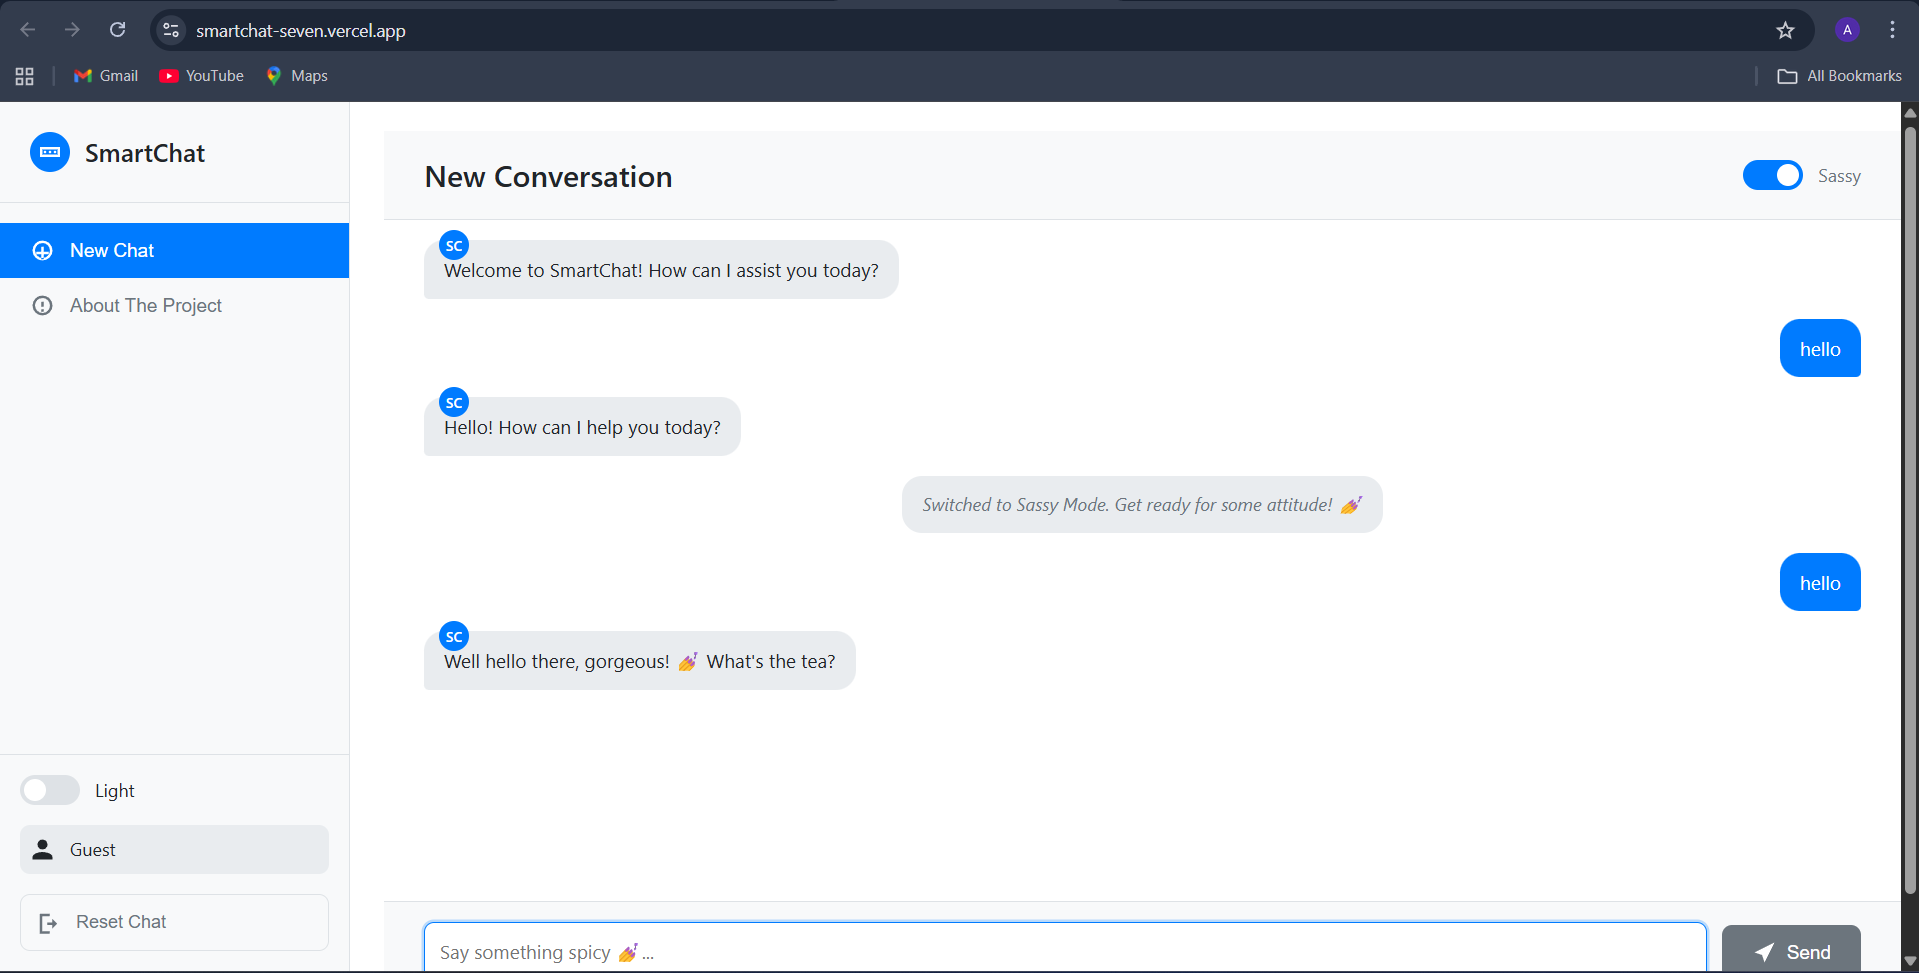 smartchat-seven.vercel.app
A
Gmail
YouTube
Maps
All Bookmarks
SmartChat
New Chat
About The Project
Light
Guest
Reset Chat
New Conversation
Sassy
SC
Welcome to SmartChat! How can I assist you today?
hello
SC
Hello! How can I help you today?
Switched to Sassy Mode. Get ready for some attitude! 💅
hello
SC
Well hello there, gorgeous! 💅 What's the tea?
Say something spicy 💅 ...
Send